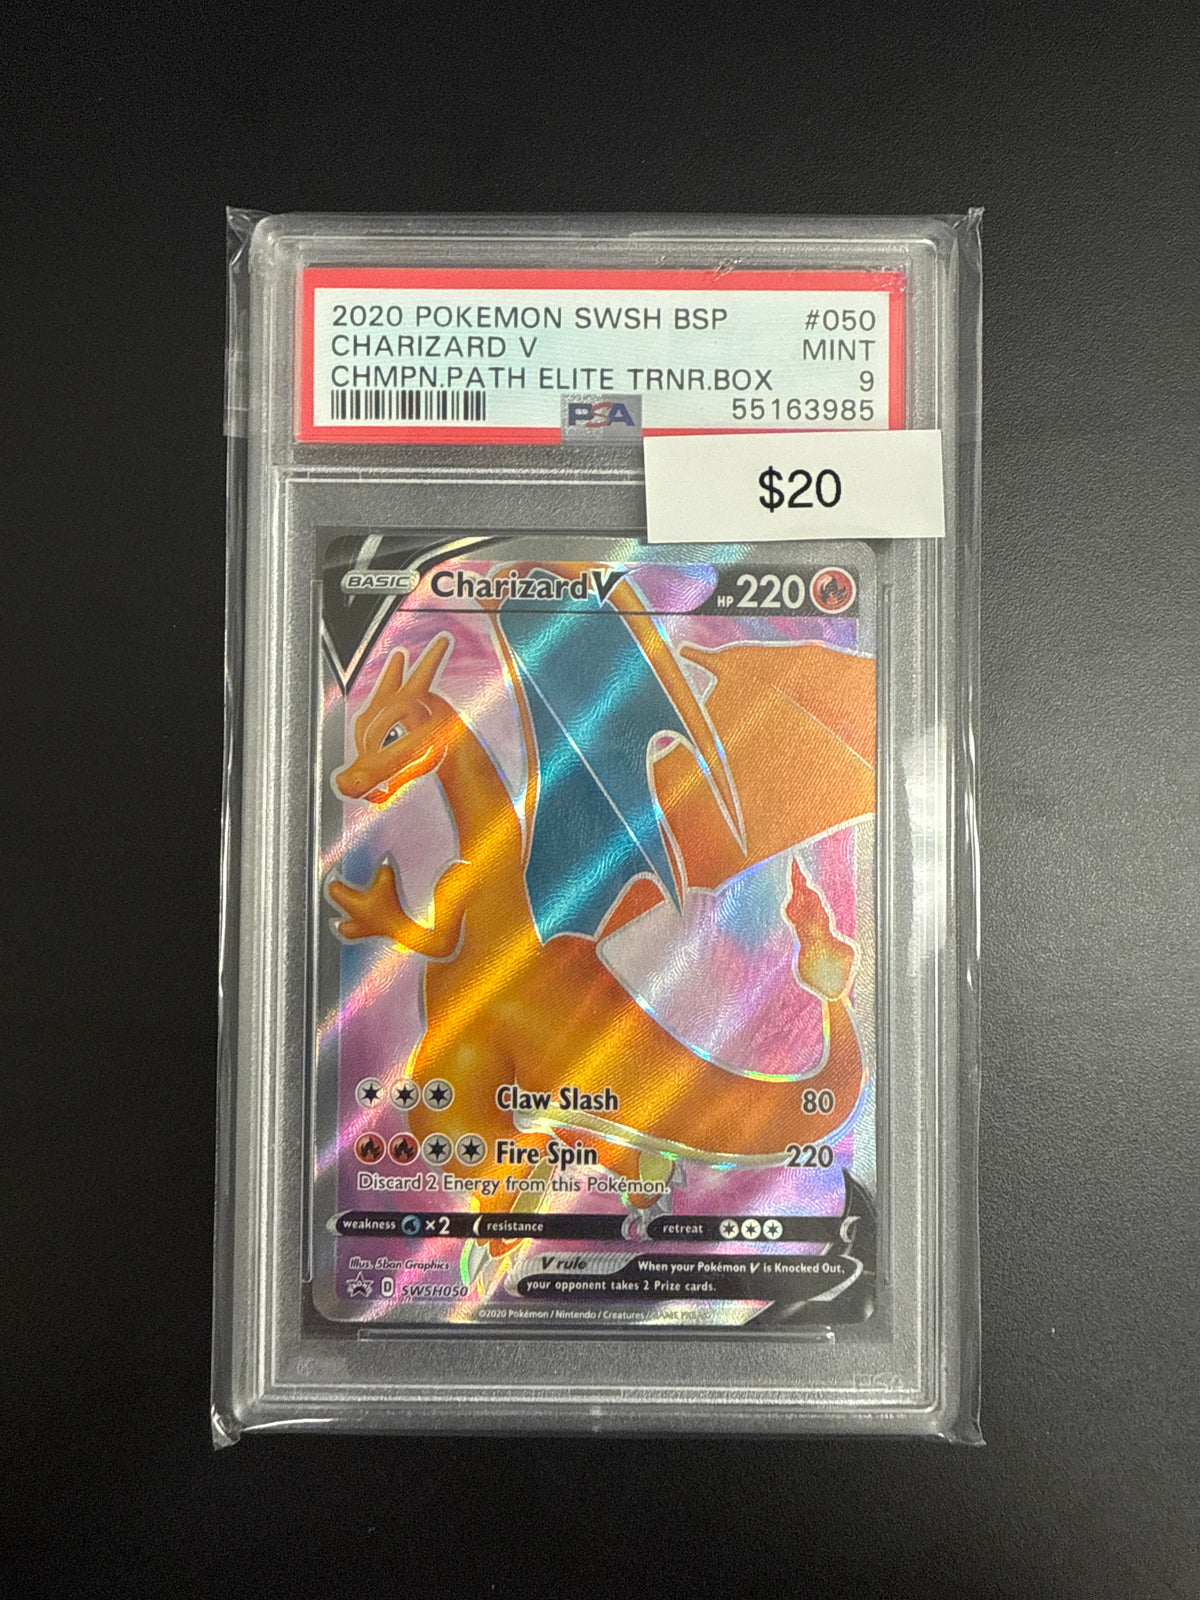 2020 POKEMON SWSH BSP #050
CHARIZARD V MINT
CHMPN.PATH ELITE TRNR.BOX 9
PSA 55163985
$20
BASIC Charizard V HP 220
Claw Slash 80
Fire Spin 220
Discard 2 Energy from this Pokémon.
weakness ×2 resistance retreat
Illus. 5ban Graphics V rule When your Pokémon V is Knocked Out,
your opponent takes 2 Prize cards.
D SWSH050
©2020 Pokémon / Nintendo / Creatures / GAME FREAK